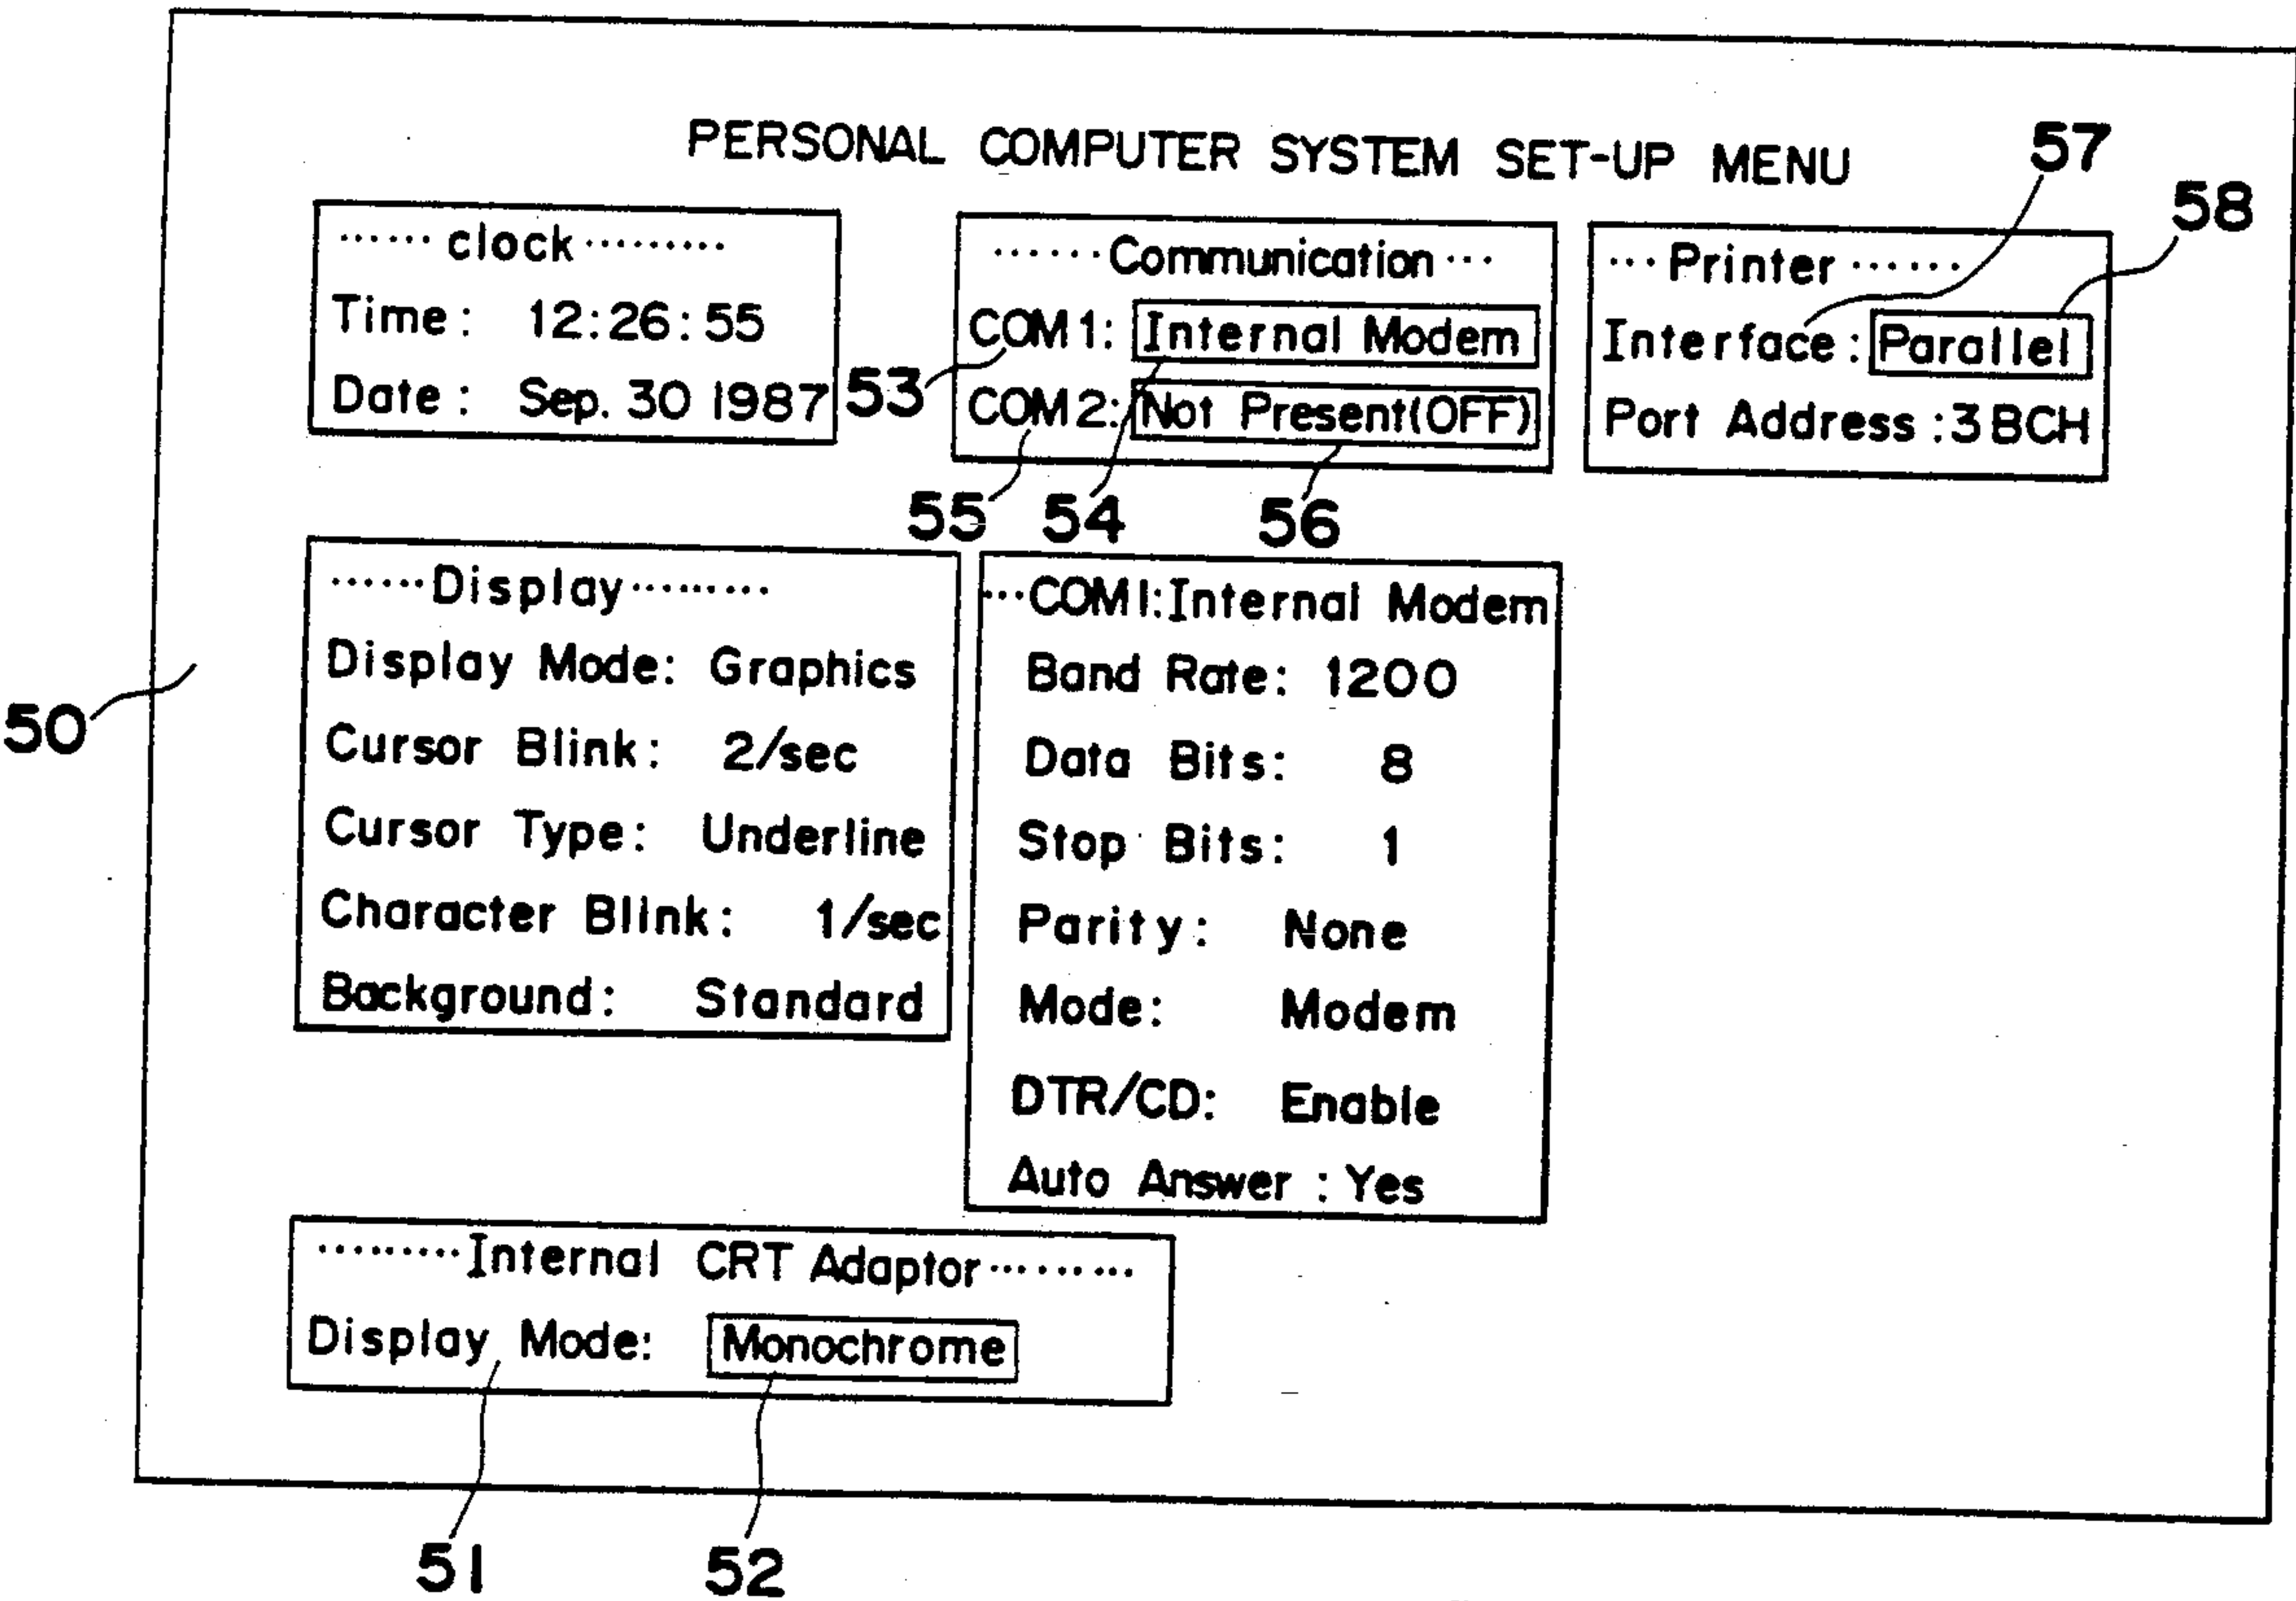 PERSONAL COMPUTER SYSTEM SET-UP MENU
57
58
······ clock ·········
Time: 12:26:55
Date: Sep. 30 1987
53
······Communication···
COM1: Internal Modem
COM2: Not Present(OFF)
55 54 56
···Printer······
Interface: Parallel
Port Address:3BCH
50
······Display·········
Display Mode: Graphics
Cursor Blink: 2/sec
Cursor Type: Underline
Character Blink: 1/sec
Background: Standard
···COM1:Internal Modem
Band Rate: 1200
Data Bits: 8
Stop Bits: 1
Parity: None
Mode: Modem
DTR/CD: Enable
Auto Answer : Yes
·········Internal CRT Adaptor·········
Display Mode: Monochrome
51 52